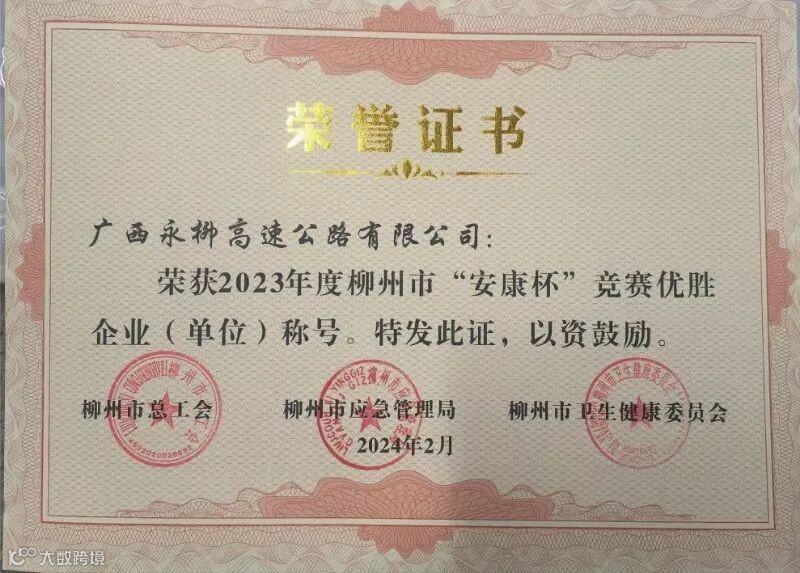 荣誉证书
广西永柳高速公路有限公司：
荣获2023年度柳州市“安康杯”竞赛优胜
企业（单位）称号。特发此证，以资鼓励。
柳州市总工会 柳州市应急管理局 柳州市卫生健康委员会
2024年2月
大数跨境